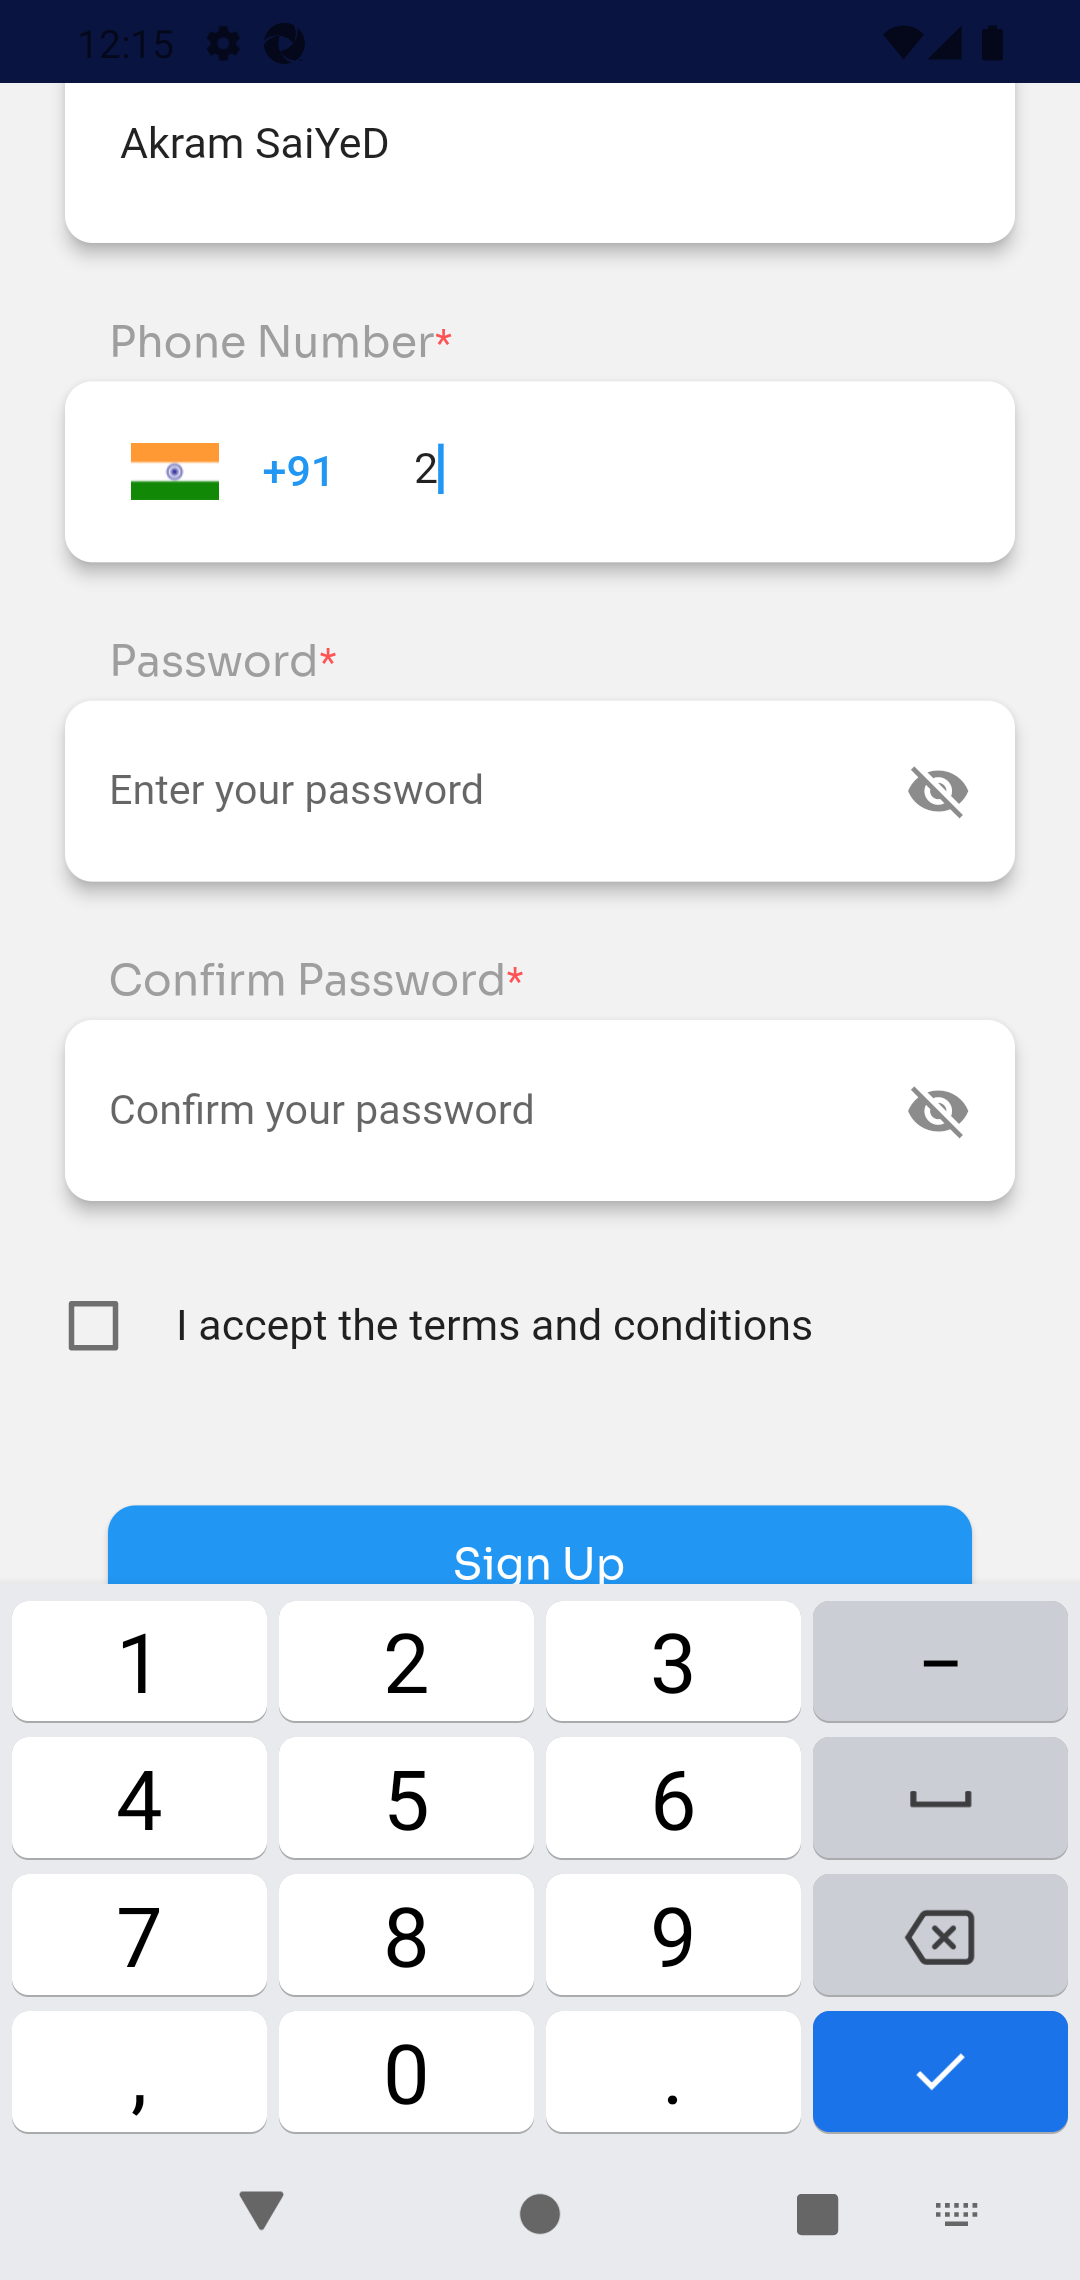 12:15
Akram SaiYeD
Phone Number*
+91 2
Password*
Enter your password
Confirm Password*
Confirm your password
I accept the terms and conditions
Sign Up
1 2 3 –
4 5 6
7 8 9
, 0 .